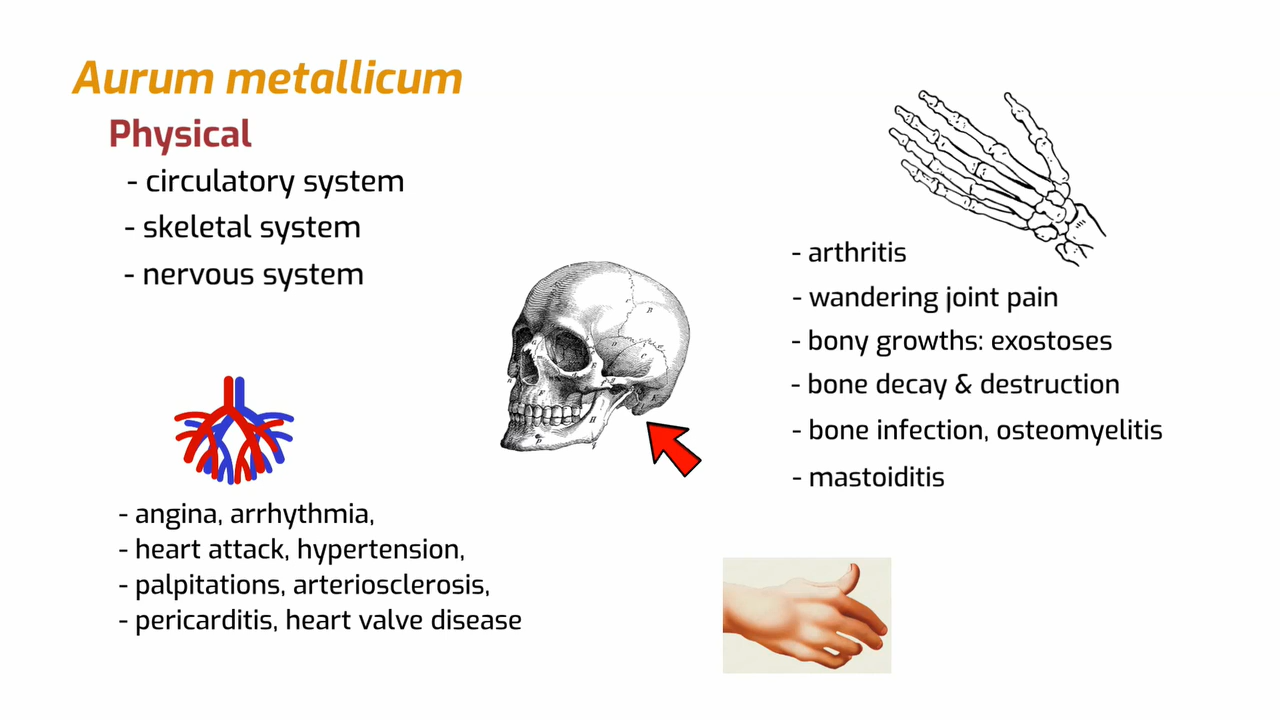 Aurum metallicum
Physical
- circulatory system
- skeletal system
- nervous system
- angina, arrhythmia,
- heart attack, hypertension,
- palpitations, arteriosclerosis,
- pericarditis, heart valve disease
- arthritis
- wandering joint pain
- bony growths: exostoses
- bone decay & destruction
- bone infection, osteomyelitis
- mastoiditis